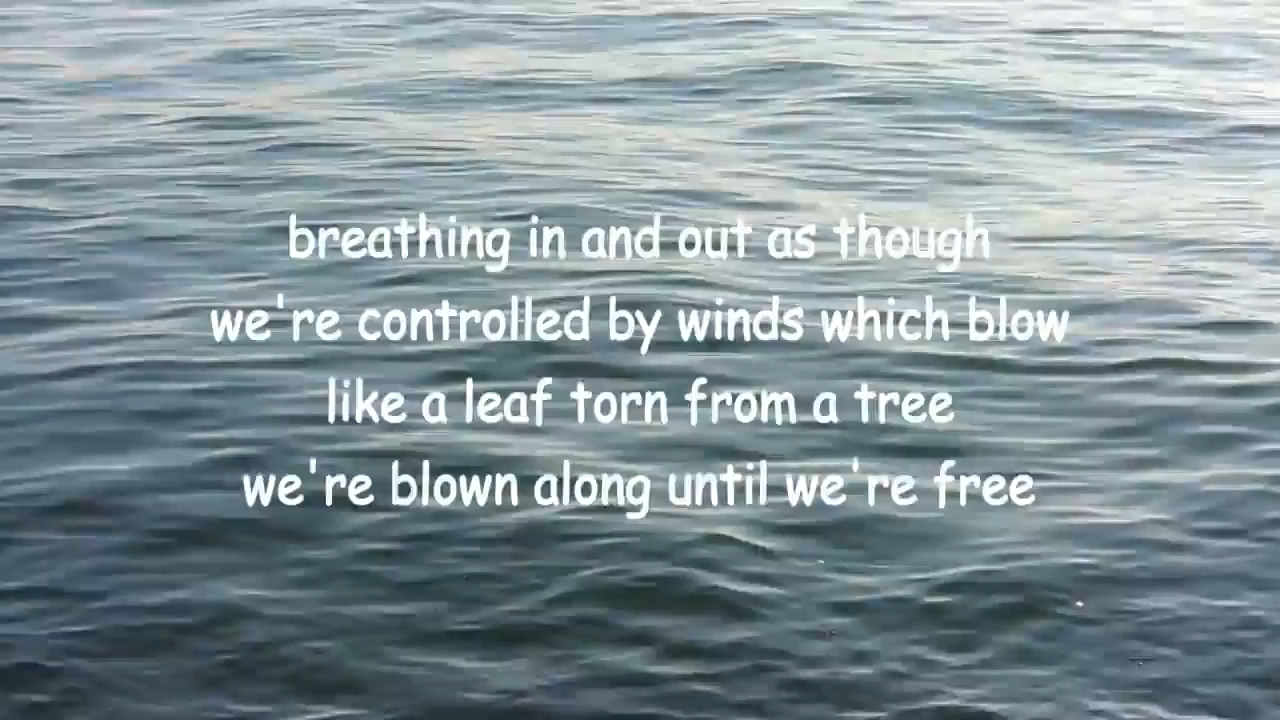 breathing in and out as though
we're controlled by winds which blow
like a leaf torn from a tree
we're blown along until we're free